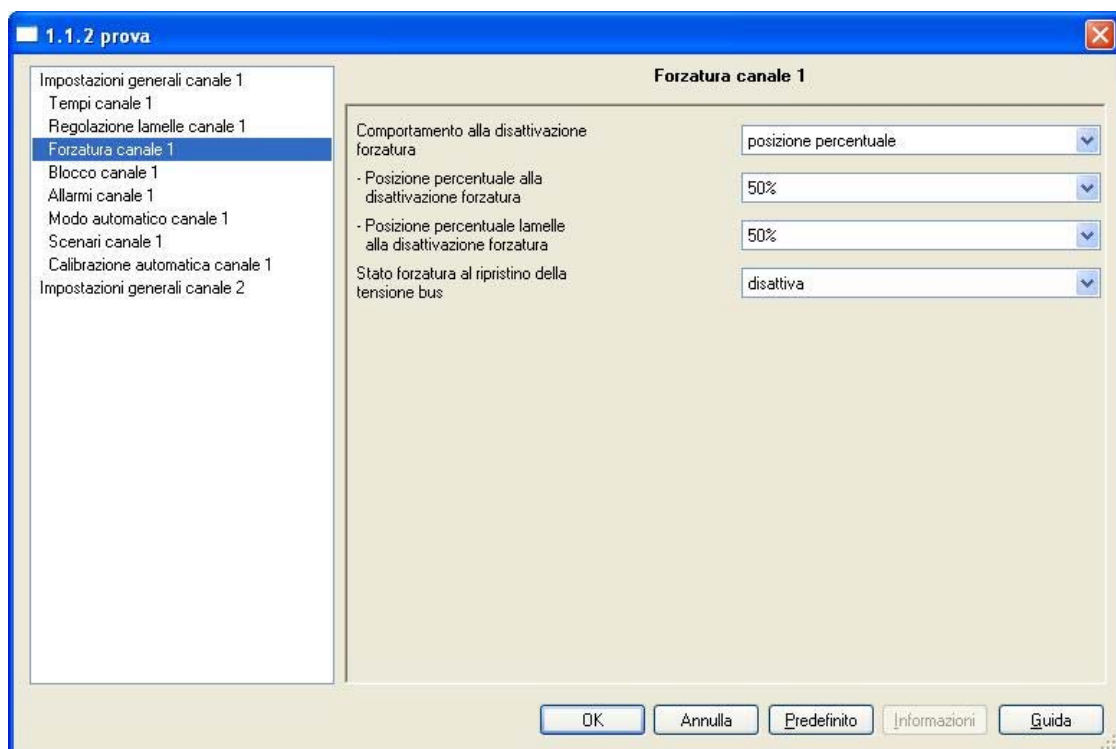 1.1.2 prova
Impostazioni generali canale 1
Tempi canale 1
Regolazione lamelle canale 1
Forzatura canale 1
Blocco canale 1
Allarmi canale 1
Modo automatico canale 1
Scenari canale 1
Calibrazione automatica canale 1
Impostazioni generali canale 2
Forzatura canale 1
Comportamento alla disattivazione
forzatura
posizione percentuale
- Posizione percentuale alla
disattivazione forzatura
50%
- Posizione percentuale lamelle
alla disattivazione forzatura
50%
Stato forzatura al ripristino della
tensione bus
disattiva
OK
Annulla
Predefinito
Informazioni
Guida